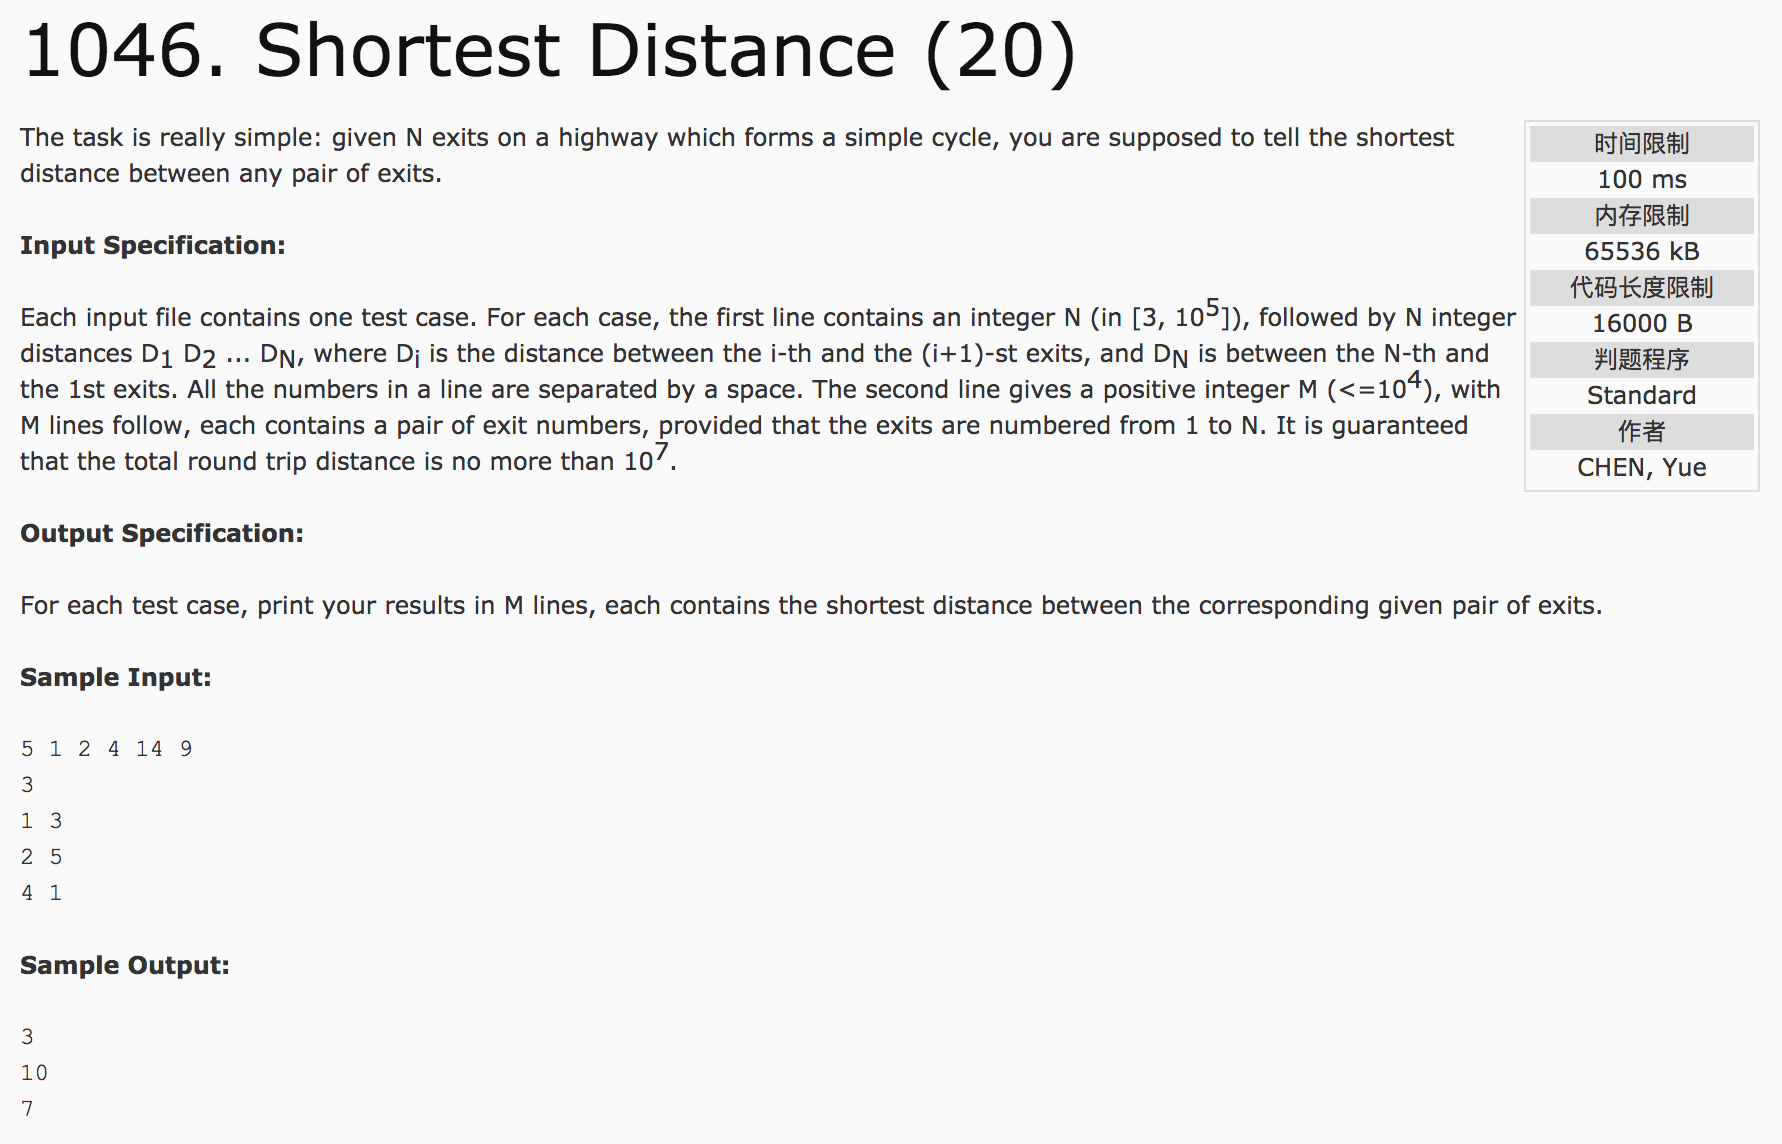 1046. Shortest Distance (20)
The task is really simple: given N exits on a highway which forms a simple cycle, you are supposed to tell the shortest
distance between any pair of exits.
时间限制
100 ms
内存限制
65536 kB
代码长度限制
16000 B
判题程序
Standard
作者
CHEN, Yue
Input Specification:
Each input file contains one test case. For each case, the first line contains an integer N (in [3, 10⁵]), followed by N integer
distances D₁ D₂ ... D_N, where D_i is the distance between the i-th and the (i+1)-st exits, and D_N is between the N-th and
the 1st exits. All the numbers in a line are separated by a space. The second line gives a positive integer M (<=10⁴), with
M lines follow, each contains a pair of exit numbers, provided that the exits are numbered from 1 to N. It is guaranteed
that the total round trip distance is no more than 10⁷.
Output Specification:
For each test case, print your results in M lines, each contains the shortest distance between the corresponding given pair of exits.
Sample Input:
5 1 2 4 14 9
3
1 3
2 5
4 1
Sample Output:
3
10
7